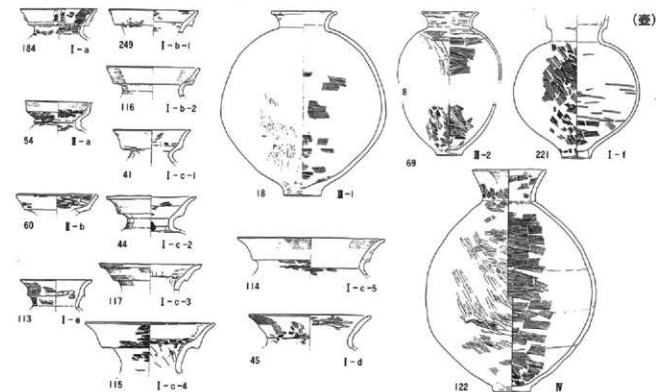 (壺)
184 I-a
249 I-b-1
116 I-b-2
54 II-a
41 I-c-1
60 II-b
44 I-c-2
113 I-e
117 I-c-3
115 I-c-4
18 III-1
8
69 III-2
221 I-f
114 I-c-5
45 I-d
122 IV